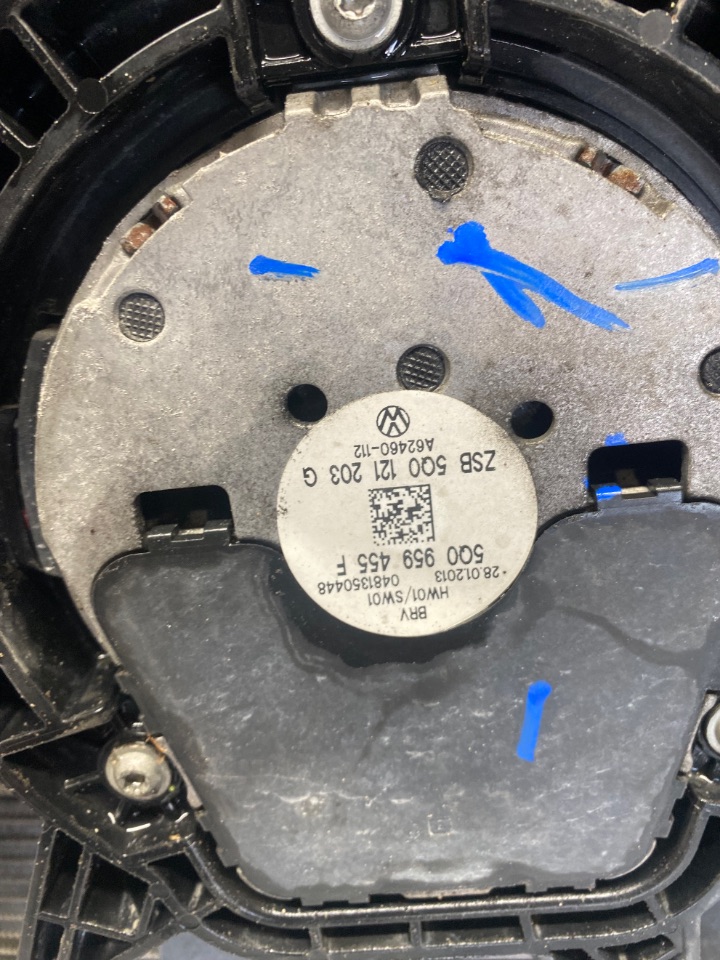 BRV
HW01/SW01
*28.01.2013 0481350448
5Q0 959 455 F
ZSB 5Q0 121 203 G
A62460-112